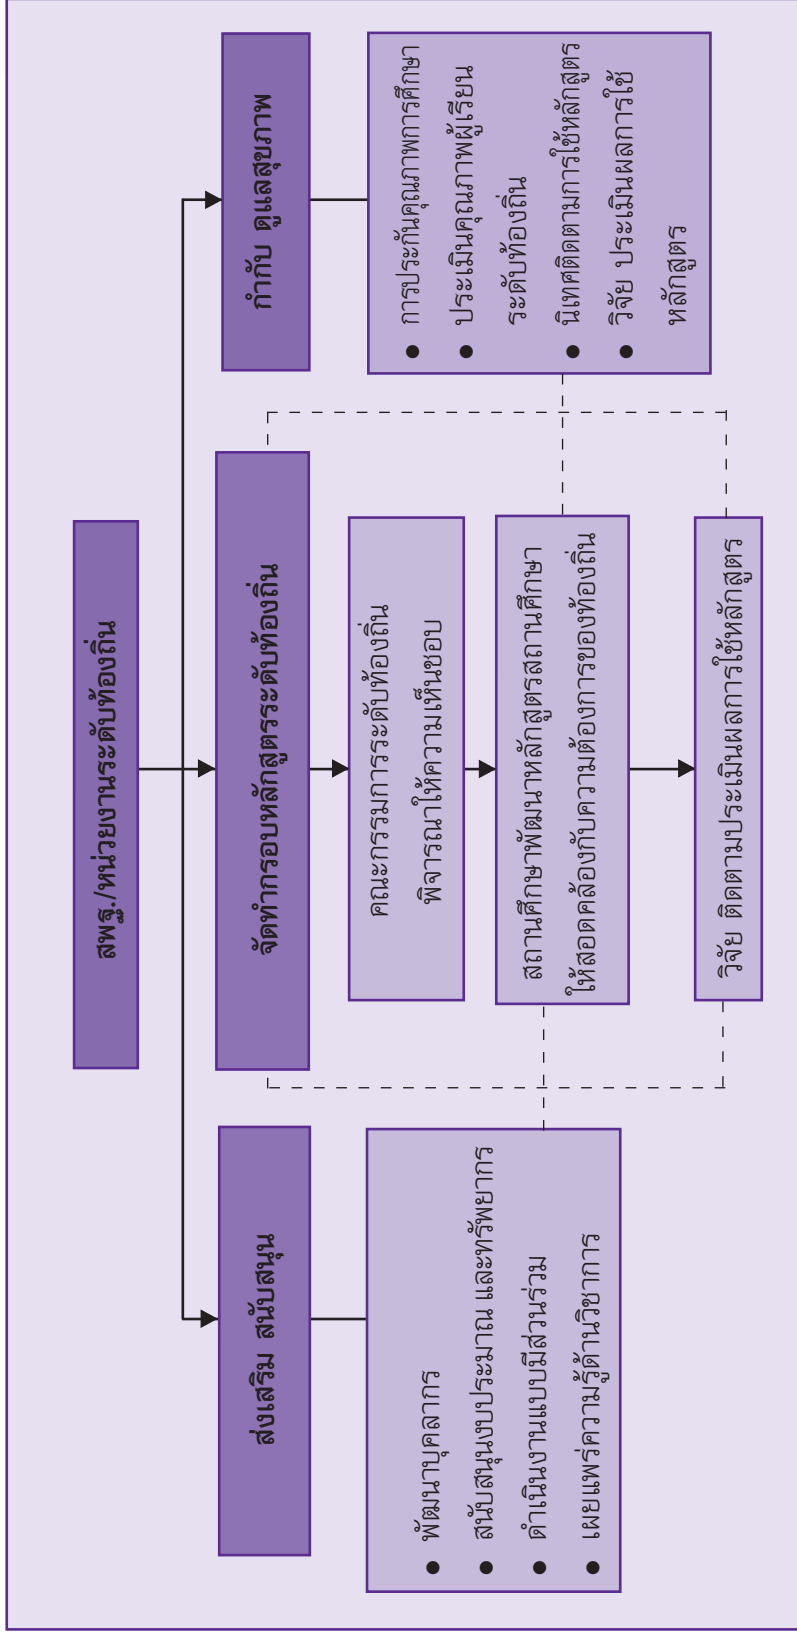 สพฐ./หน่วยงานระดับท้องถิ่น
ส่งเสริม สนับสนุน
จัดทำกรอบหลักสูตรระดับท้องถิ่น
กำกับ ดูแลสุขภาพ
● พัฒนาบุคลากร
● สนับสนุนงบประมาณ และทรัพยากร
● ดำเนินงานแบบมีส่วนร่วม
● เผยแพร่ความรู้ด้านวิชาการ
คณะกรรมการระดับท้องถิ่น
พิจารณาให้ความเห็นชอบ
สถานศึกษาพัฒนาหลักสูตรสถานศึกษา
ให้สอดคล้องกับความต้องการของท้องถิ่น
วิจัย ติดตามประเมินผลการใช้หลักสูตร
● การประกันคุณภาพการศึกษา
● ประเมินคุณภาพผู้เรียน
ระดับท้องถิ่น
● นิเทศติดตามการใช้หลักสูตร
● วิจัย ประเมินผลการใช้
หลักสูตร